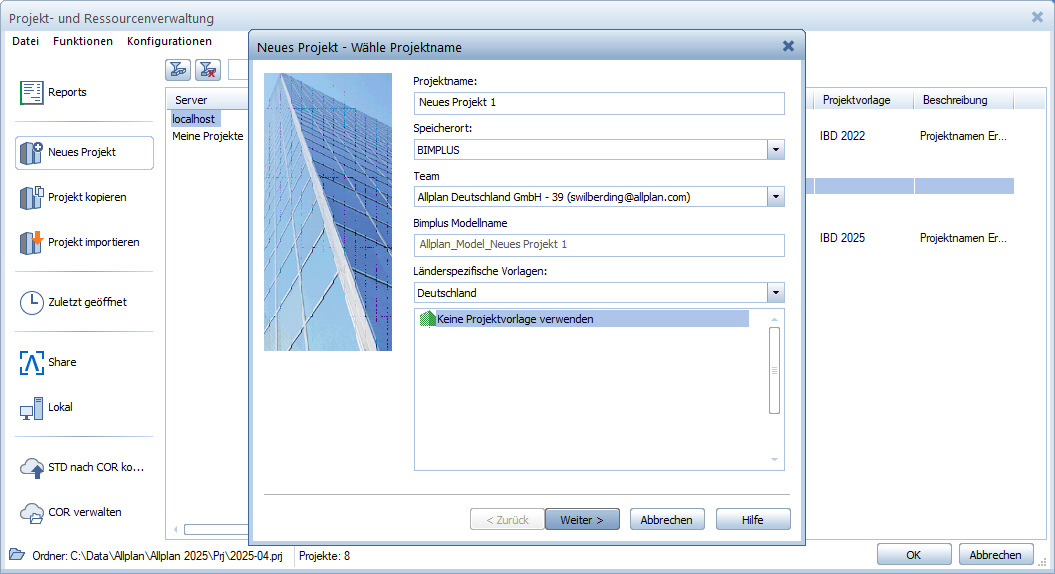 Projekt- und Ressourcenverwaltung
Datei Funktionen Konfigurationen
Reports
Neues Projekt
Projekt kopieren
Projekt importieren
Zuletzt geöffnet
Share
Lokal
STD nach COR ko...
COR verwalten
Server
localhost
Meine Projekte
Neues Projekt - Wähle Projektname
Projektname:
Neues Projekt 1
Speicherort:
BIMPLUS
Team
Allplan Deutschland GmbH - 39 (swilberding@allplan.com)
Bimplus Modellname
Allplan_Model_Neues Projekt 1
Länderspezifische Vorlagen:
Deutschland
Keine Projektvorlage verwenden
< Zurück Weiter > Abbrechen Hilfe
Projektvorlage Beschreibung
IBD 2022 Projektnamen Er...
IBD 2025 Projektnamen Er...
Ordner: C:\Data\Allplan\Allplan 2025\Prj\2025-04.prj Projekte: 8
OK Abbrechen